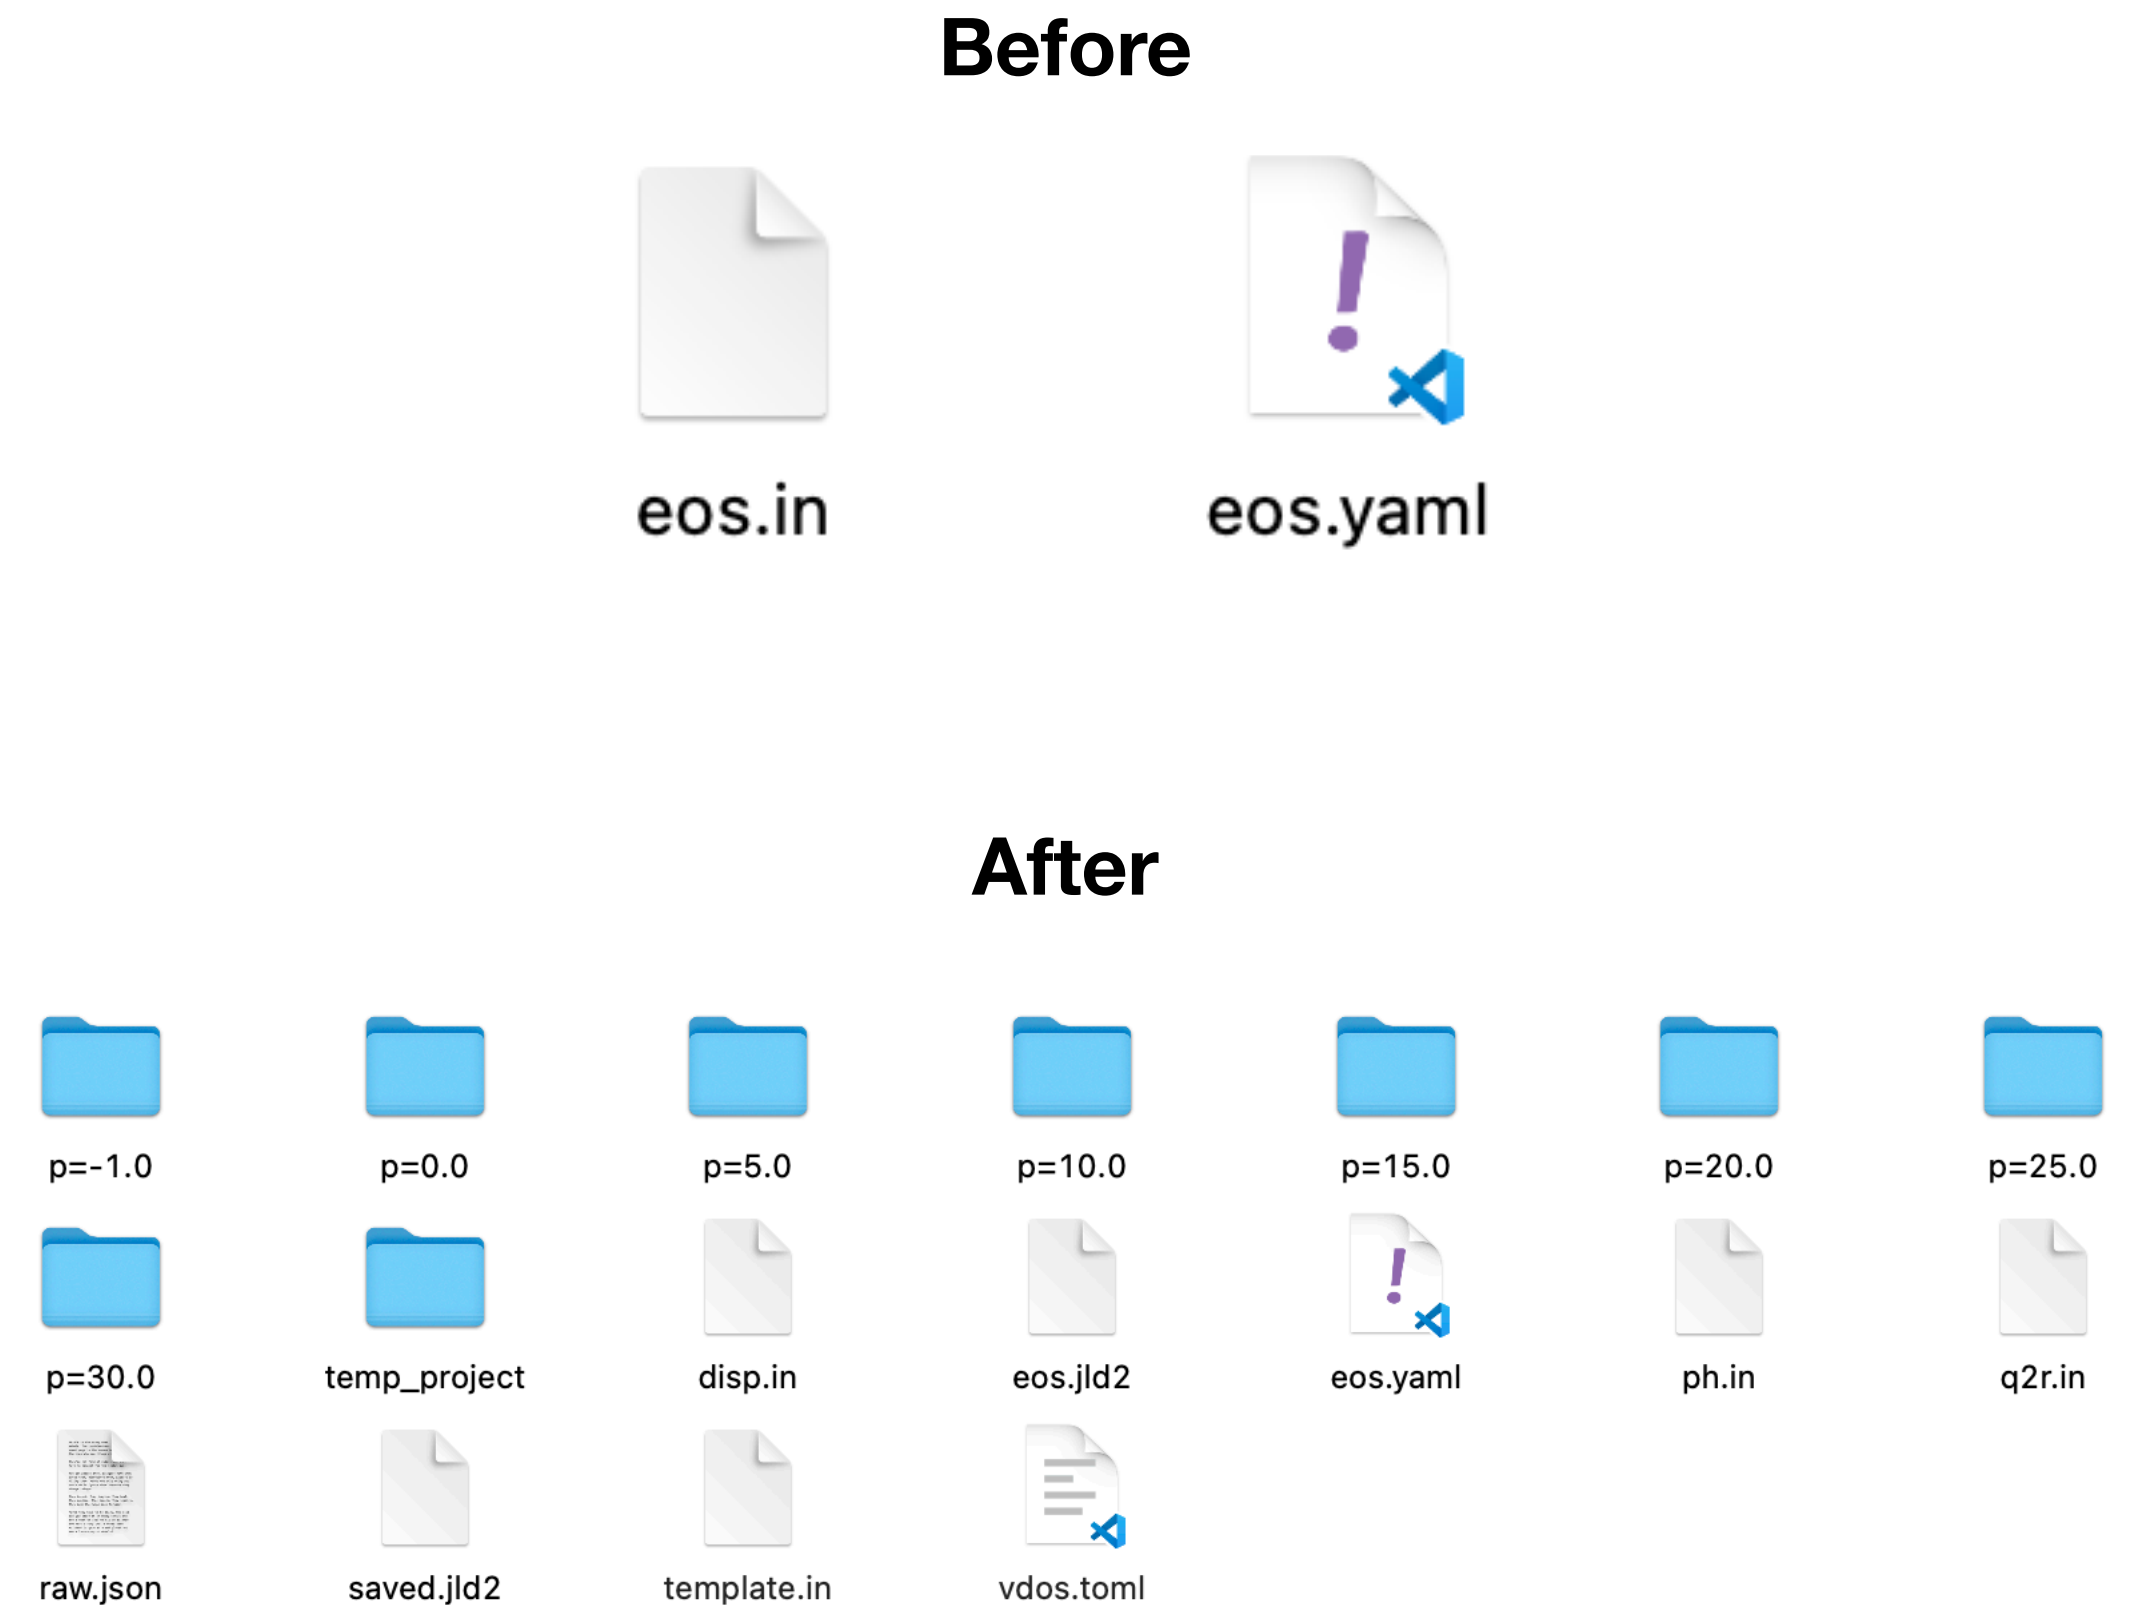 Before
eos.in eos.yaml
After
p=-1.0 p=0.0 p=5.0 p=10.0 p=15.0 p=20.0 p=25.0
p=30.0 temp_project disp.in eos.jld2 eos.yaml ph.in q2r.in
raw.json saved.jld2 template.in vdos.toml